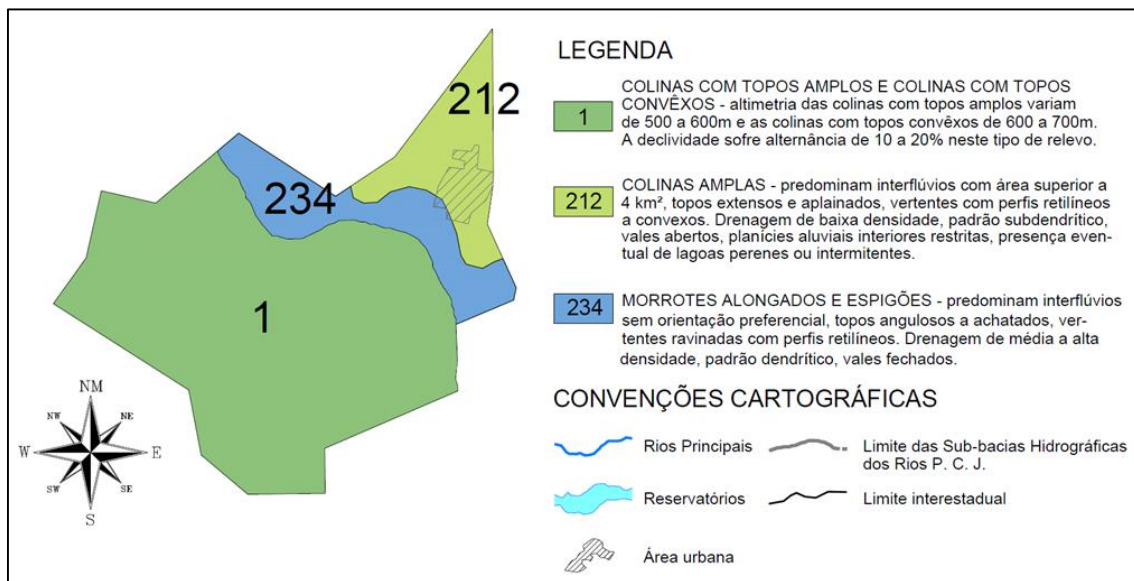 212
234
1
NM
NW
NE
W
E
SW
SE
S
LEGENDA
1
COLINAS COM TOPOS AMPLOS E COLINAS COM TOPOS
CONVÊXOS - altimetria das colinas com topos amplos variam
de 500 a 600m e as colinas com topos convêxos de 600 a 700m.
A declividade sofre alternância de 10 a 20% neste tipo de relevo.
212
COLINAS AMPLAS - predominam interflúvios com área superior a
4 km², topos extensos e aplainados, vertentes com perfis retilíneos
a convexos. Drenagem de baixa densidade, padrão subdendrítico,
vales abertos, planícies aluviais interiores restritas, presença even-
tual de lagoas perenes ou intermitentes.
234
MORROTES ALONGADOS E ESPIGÕES - predominam interflúvios
sem orientação preferencial, topos angulosos a achatados, ver-
tentes ravinadas com perfis retilíneos. Drenagem de média a alta
densidade, padrão dendrítico, vales fechados.
CONVENÇÕES CARTOGRÁFICAS
Rios Principais
Limite das Sub-bacias Hidrográficas
dos Rios P. C. J.
Reservatórios
Limite interestadual
Área urbana